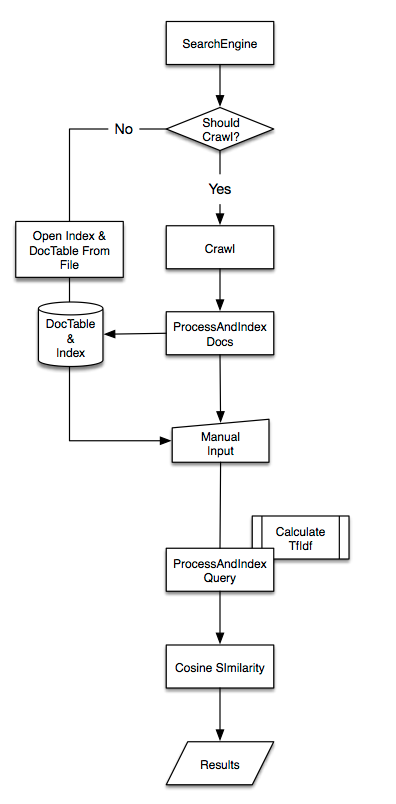 SearchEngine
Should
Crawl?
No
Yes
Open Index &
DocTable From
File
Crawl
DocTable
&
Index
ProcessAndIndex
Docs
Manual
Input
Calculate
TfIdf
ProcessAndIndex
Query
Cosine SImilarity
Results